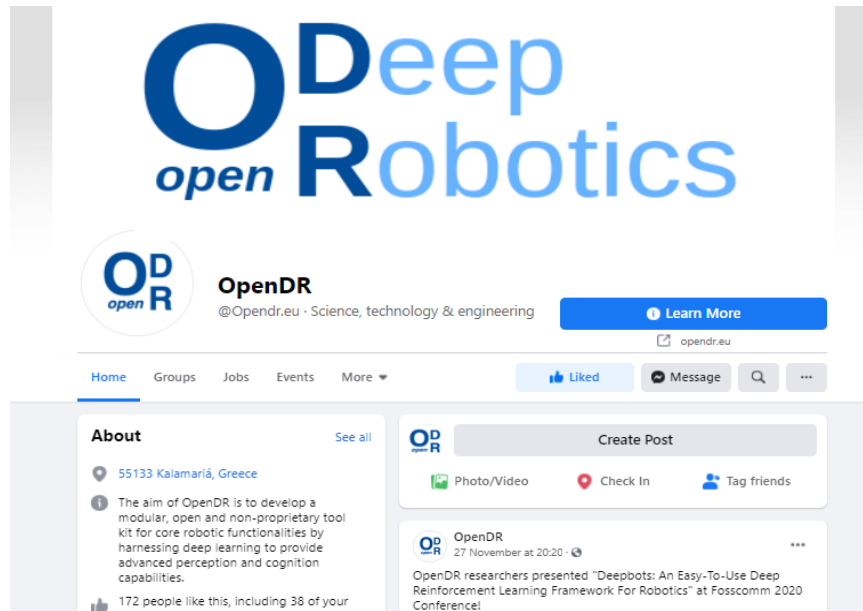 Deep
open Robotics
OD
open R
OpenDR
@Opendr.eu · Science, technology & engineering
Learn More
opendr.eu
Home Groups Jobs Events More
Liked Message ...
About See all
55133 Kalamariá, Greece
The aim of OpenDR is to develop a
modular, open and non-proprietary tool
kit for core robotic functionalities by
harnessing deep learning to provide
advanced perception and cognition
capabilities.
172 people like this, including 38 of your
OD
open R
Create Post
Photo/Video Check In Tag friends
OD
open R
OpenDR
27 November at 20:20 ·
...
OpenDR researchers presented "Deepbots: An Easy-To-Use Deep
Reinforcement Learning Framework For Robotics" at Fosscomm 2020
Conference!